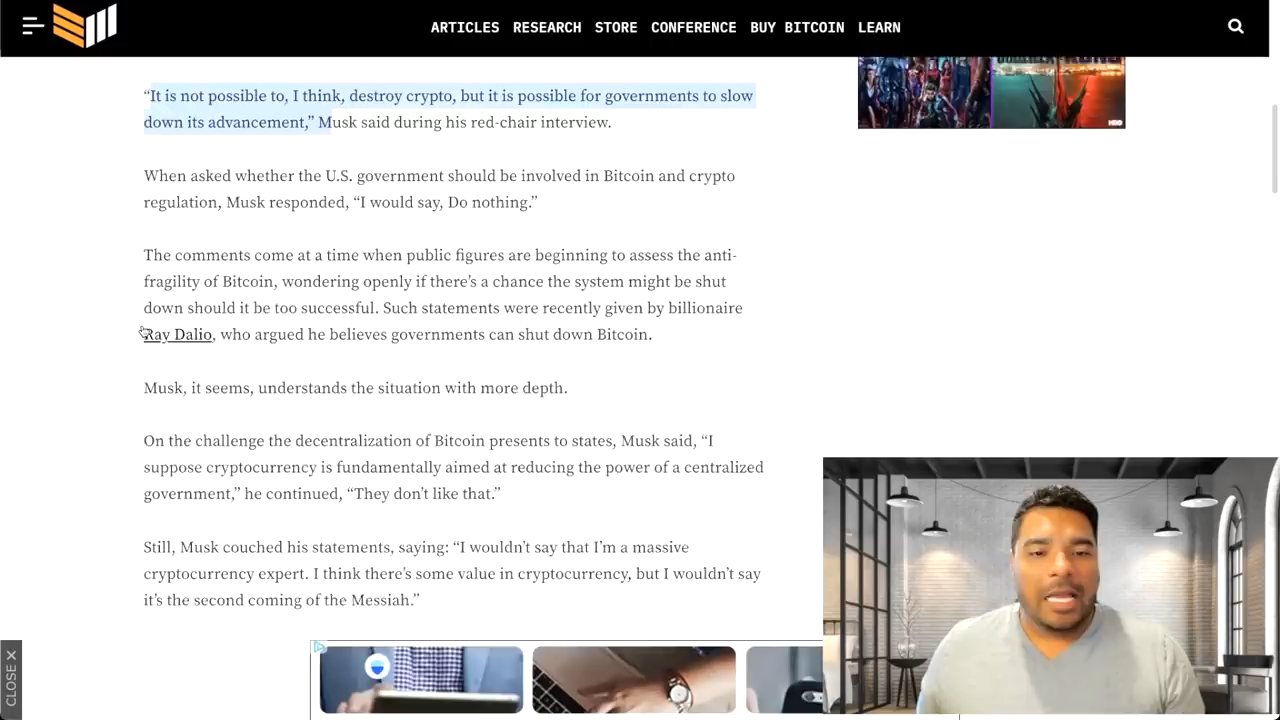 ARTICLES RESEARCH STORE CONFERENCE BUY BITCOIN LEARN
“It is not possible to, I think, destroy crypto, but it is possible for governments to slow
down its advancement,” Musk said during his red-chair interview.
When asked whether the U.S. government should be involved in Bitcoin and crypto
regulation, Musk responded, “I would say, Do nothing.”
The comments come at a time when public figures are beginning to assess the anti-
fragility of Bitcoin, wondering openly if there’s a chance the system might be shut
down should it be too successful. Such statements were recently given by billionaire
Ray Dalio, who argued he believes governments can shut down Bitcoin.
Musk, it seems, understands the situation with more depth.
On the challenge the decentralization of Bitcoin presents to states, Musk said, “I
suppose cryptocurrency is fundamentally aimed at reducing the power of a centralized
government,” he continued, “They don’t like that.”
Still, Musk couched his statements, saying: “I wouldn’t say that I’m a massive
cryptocurrency expert. I think there’s some value in cryptocurrency, but I wouldn’t say
it’s the second coming of the Messiah.”
HBO
CLOSE X